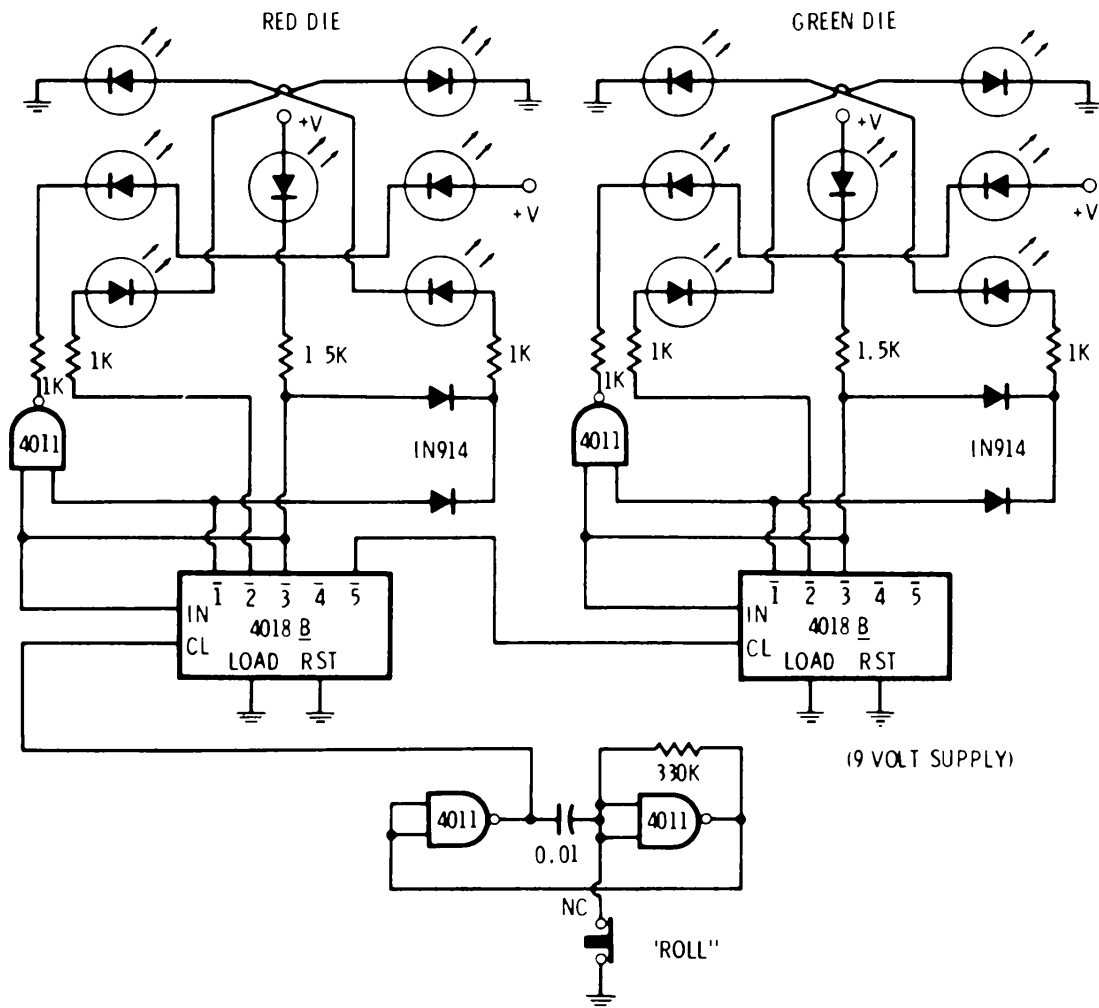 RED DIE
GREEN DIE
+V
+V
+V
+V
1K
1 5K
1K
1K
1K
1.5K
1K
1K
4011
IN914
4011
IN914
1̄ 2̄ 3̄ 4̄ 5̄
IN
4018 B
CL
LOAD RST
1̄ 2̄ 3̄ 4̄ 5̄
IN
4018 B
CL
LOAD RST
(9 VOLT SUPPLY)
330K
4011
4011
0.01
NC
'ROLL"